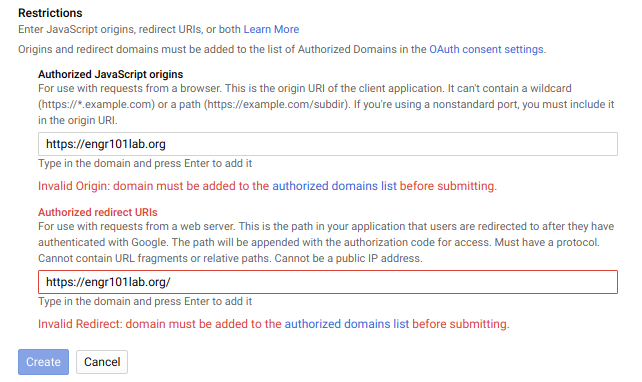 Restrictions
Enter JavaScript origins, redirect URIs, or both Learn More
Origins and redirect domains must be added to the list of Authorized Domains in the OAuth consent settings.
Authorized JavaScript origins
For use with requests from a browser. This is the origin URI of the client application. It can't contain a wildcard
(https://*.example.com) or a path (https://example.com/subdir). If you're using a nonstandard port, you must include it
in the origin URI.
https://engr101lab.org
Type in the domain and press Enter to add it
Invalid Origin: domain must be added to the authorized domains list before submitting.
Authorized redirect URIs
For use with requests from a web server. This is the path in your application that users are redirected to after they have
authenticated with Google. The path will be appended with the authorization code for access. Must have a protocol.
Cannot contain URL fragments or relative paths. Cannot be a public IP address.
https://engr101lab.org/
Type in the domain and press Enter to add it
Invalid Redirect: domain must be added to the authorized domains list before submitting.
Create Cancel